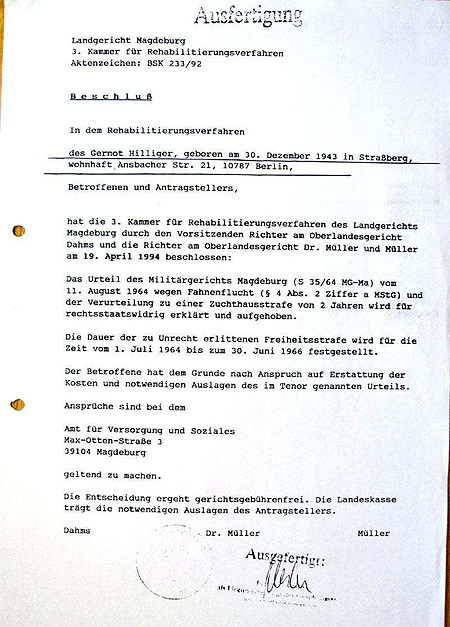 Ausfertigung
Landgericht Magdeburg
3. Kammer für Rehabilitierungsverfahren
Aktenzeichen: BSK 233/92
B e s c h l u ß
In dem Rehabilitierungsverfahren
des Gernot Hilliger, geboren am 30. Dezember 1943 in Straßberg,
wohnhaft Ansbacher Str. 21, 10787 Berlin,
Betroffenen und Antragstellers,
hat die 3. Kammer für Rehabilitierungsverfahren des Landgerichts
Magdeburg durch den Vorsitzenden Richter am Oberlandesgericht
Dahms und die Richter am Oberlandesgericht Dr. Müller und Müller
am 19. April 1994 beschlossen:
Das Urteil des Militärgerichts Magdeburg (S 35/64 MG-Ma) vom
11. August 1964 wegen Fahnenflucht (§ 4 Abs. 2 Ziffer a MStG) und
der Verurteilung zu einer Zuchthausstrafe von 2 Jahren wird für
rechtsstaatswidrig erklärt und aufgehoben.
Die Dauer der zu Unrecht erlittenen Freiheitsstrafe wird für die
Zeit vom 1. Juli 1964 bis zum 30. Juni 1966 festgestellt.
Der Betroffene hat dem Grunde nach Anspruch auf Erstattung der
Kosten und notwendigen Auslagen des im Tenor genannten Urteils.
Ansprüche sind bei dem
Amt für Versorgung und Soziales
Max-Otten-Straße 3
39104 Magdeburg
geltend zu machen.
Die Entscheidung ergeht gerichtsgebührenfrei. Die Landeskasse
trägt die notwendigen Auslagen des Antragstellers.
Dahms Dr. Müller Müller
Ausgefertigt: